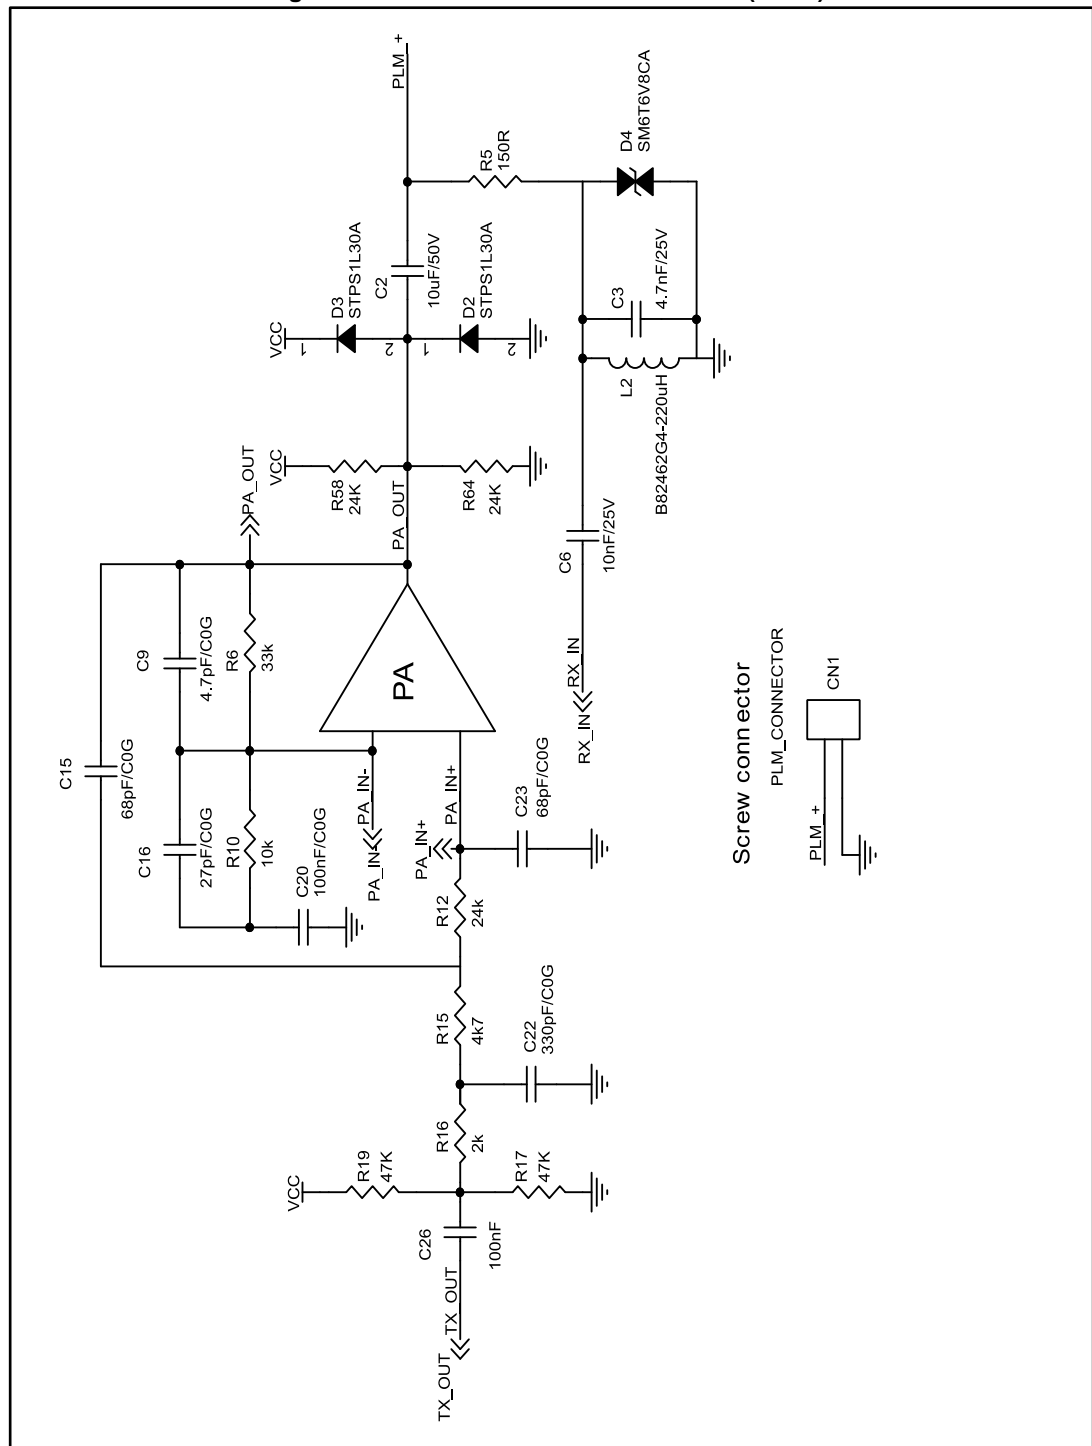 PLM_+
R5
150R
D4
SM6T6V8CA
VCC
1
D3
STPS1L30A
2
C2
10uF/50V
1
D2
STPS1L30A
2
C3
4.7nF/25V
L2
B82462G4-220uH
PA_OUT
VCC
R58
24K
PA_OUT
R64
24K
C6
10nF/25V
RX_IN
RX_IN
C9
4.7pF/C0G
R6
33k
PA
C15
68pF/C0G
C16
27pF/C0G
R10
10k
C20
100nF/C0G
PA_IN-
PA_IN-
PA_IN+
PA_IN+
C23
68pF/C0G
R12
24k
R15
4k7
C22
330pF/C0G
R16
2k
VCC
R19
47K
R17
47K
C26
100nF
TX_OUT
TX_OUT
Screw connector
PLM_CONNECTOR
CN1
PLM_+